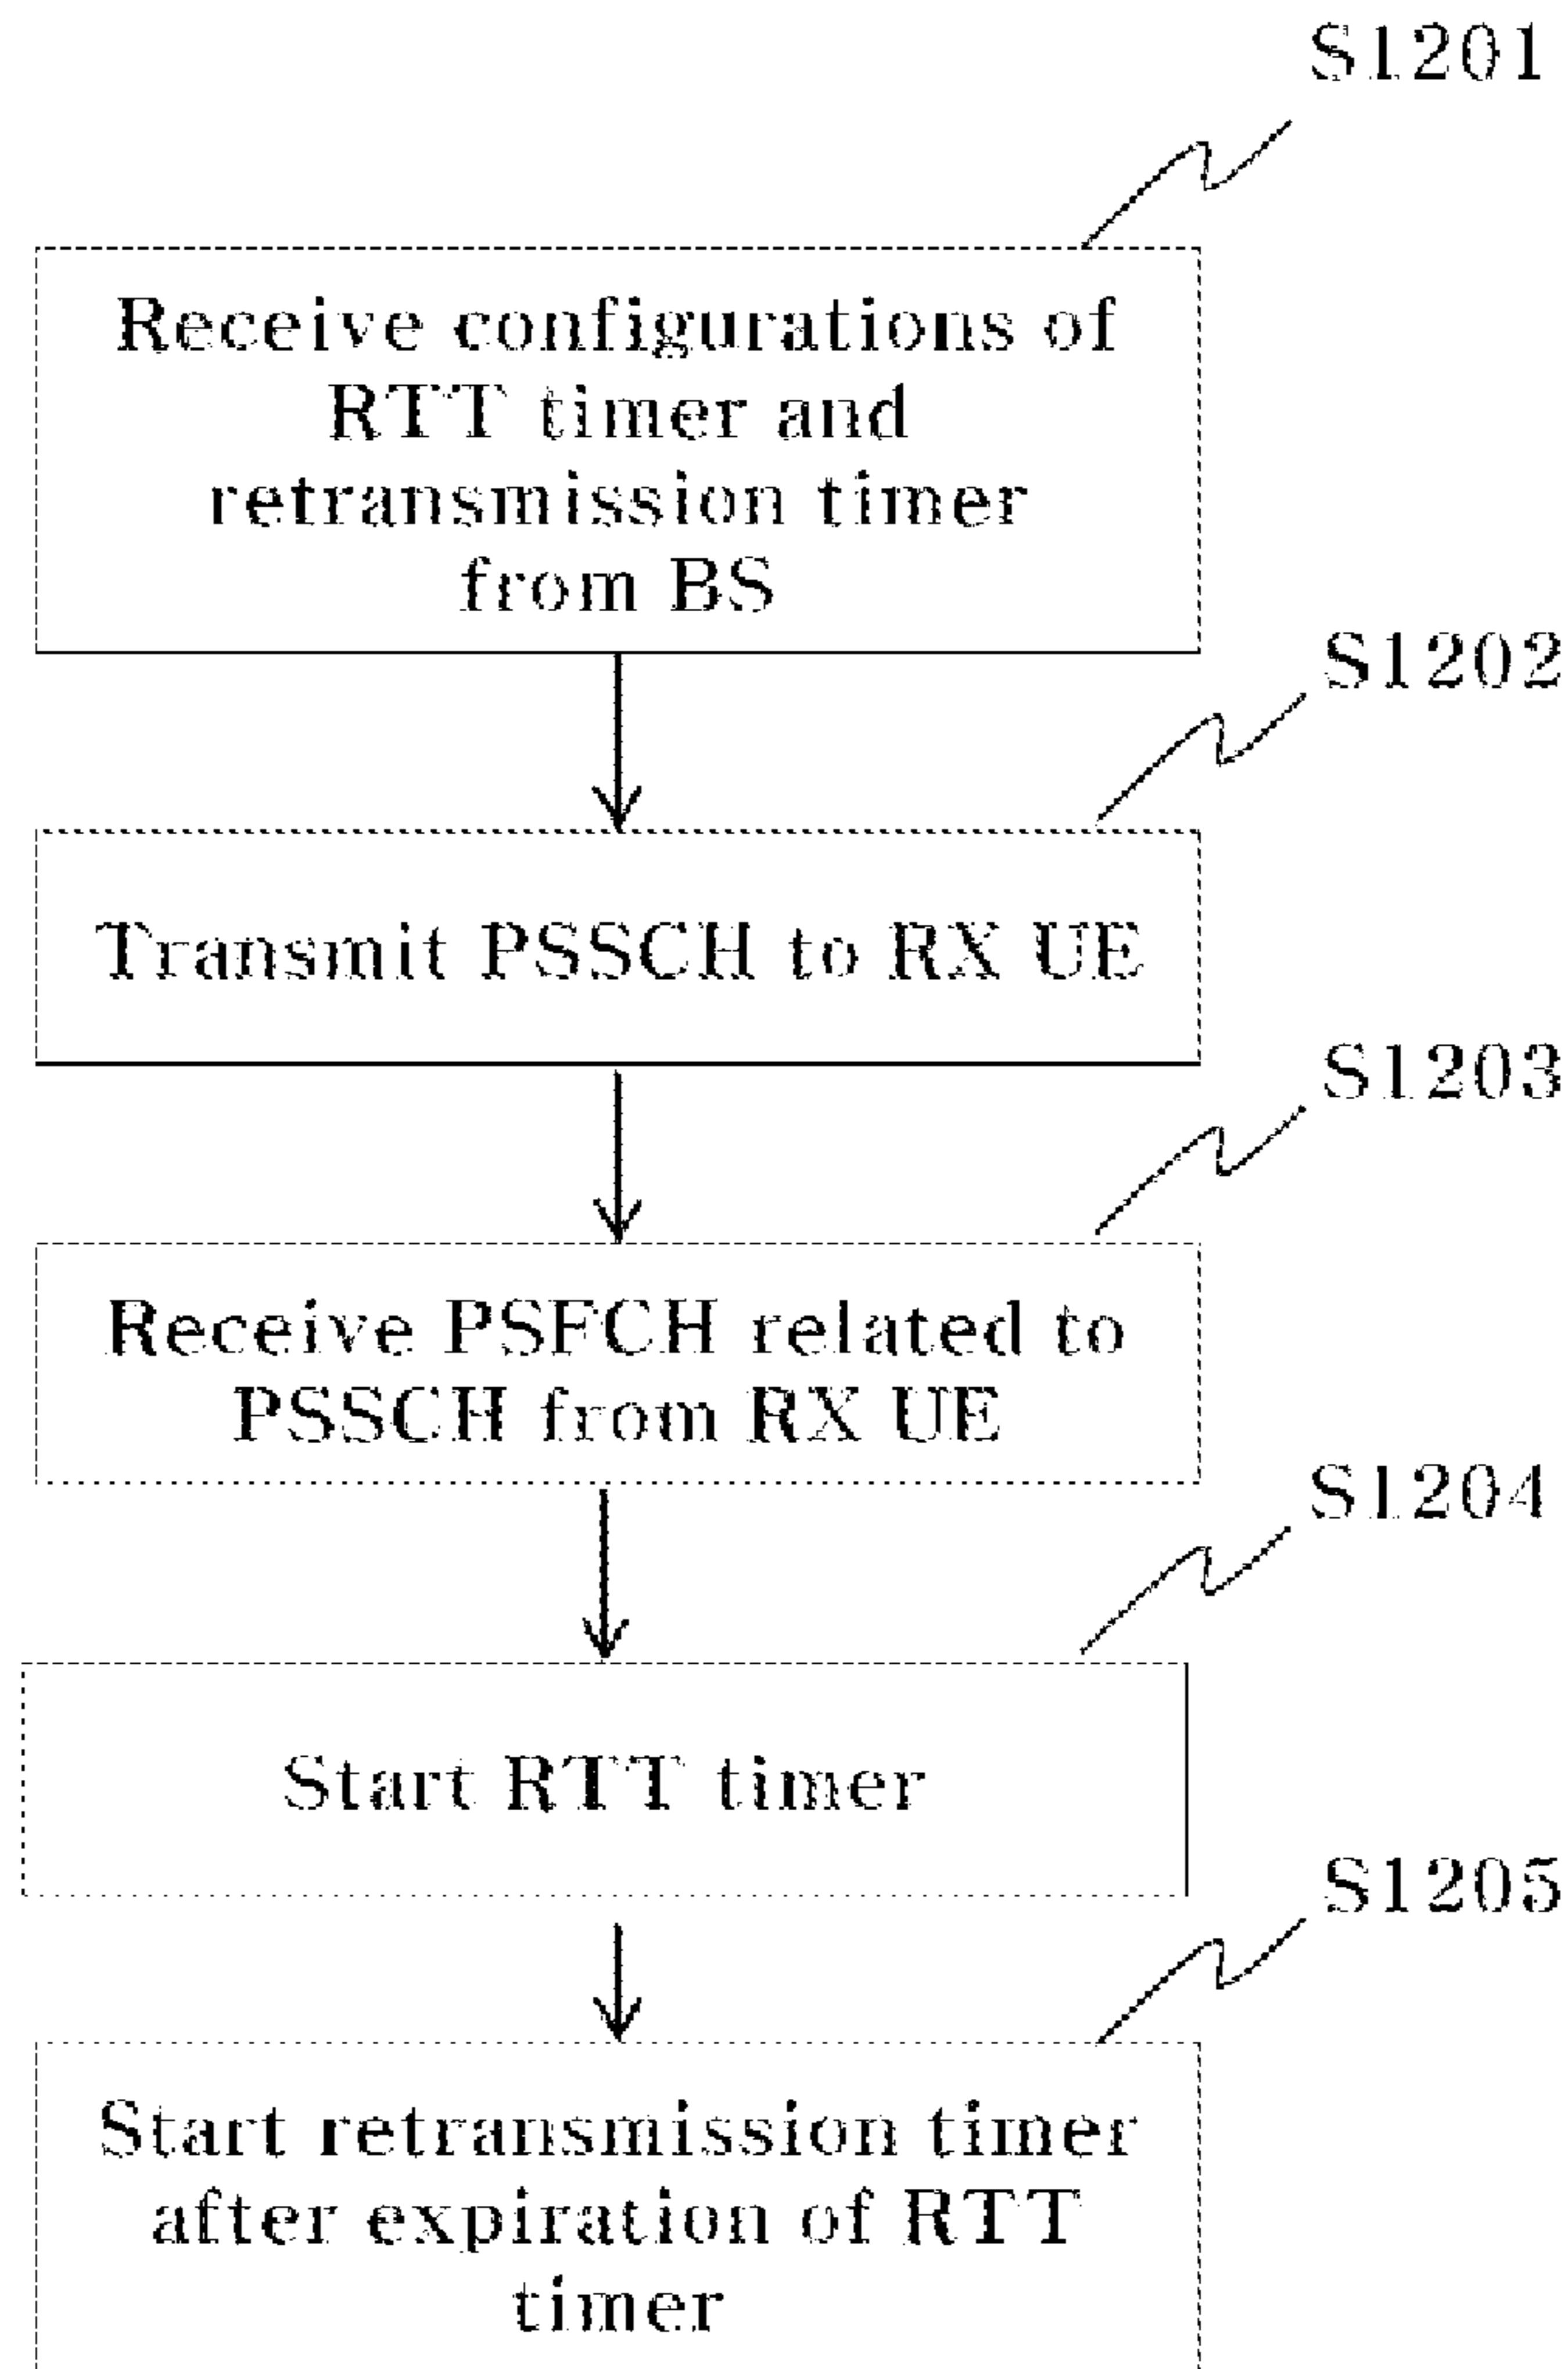 S1201
Receive configurations of
RTT timer and
retransmission timer
from BS
S1202
Transmit PSSCH to RX UE
S1203
Receive PSFCH related to
PSSCH from RX UE
S1204
Start RTT timer
S1205
Start retransmission timer
after expiration of RTT
timer